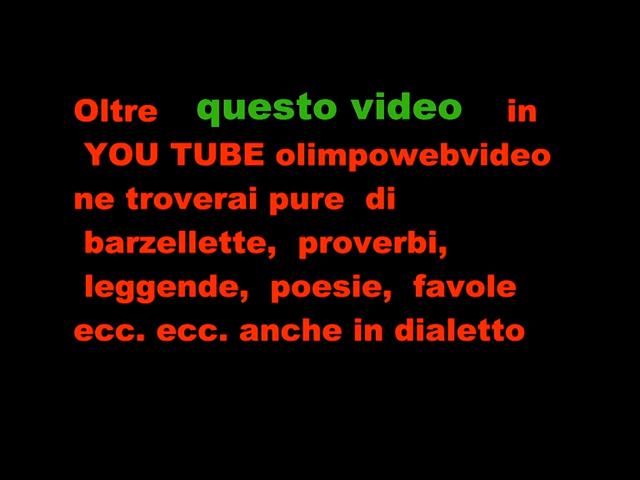 Oltre questo video in
YOU TUBE olimpowebvideo
ne troverai pure di
barzellette, proverbi,
leggende, poesie, favole
ecc. ecc. anche in dialetto